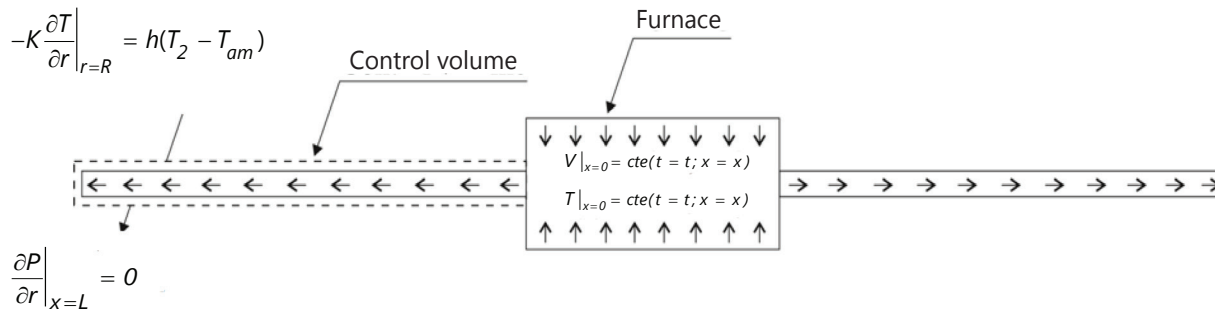 Furnace
-K ∂T/∂r|r=R = h(T2 - Tam)
Control volume
V|x=0 = cte(t = t; x = x)
T|x=0 = cte(t = t; x = x)
∂P/∂r|x=L = 0